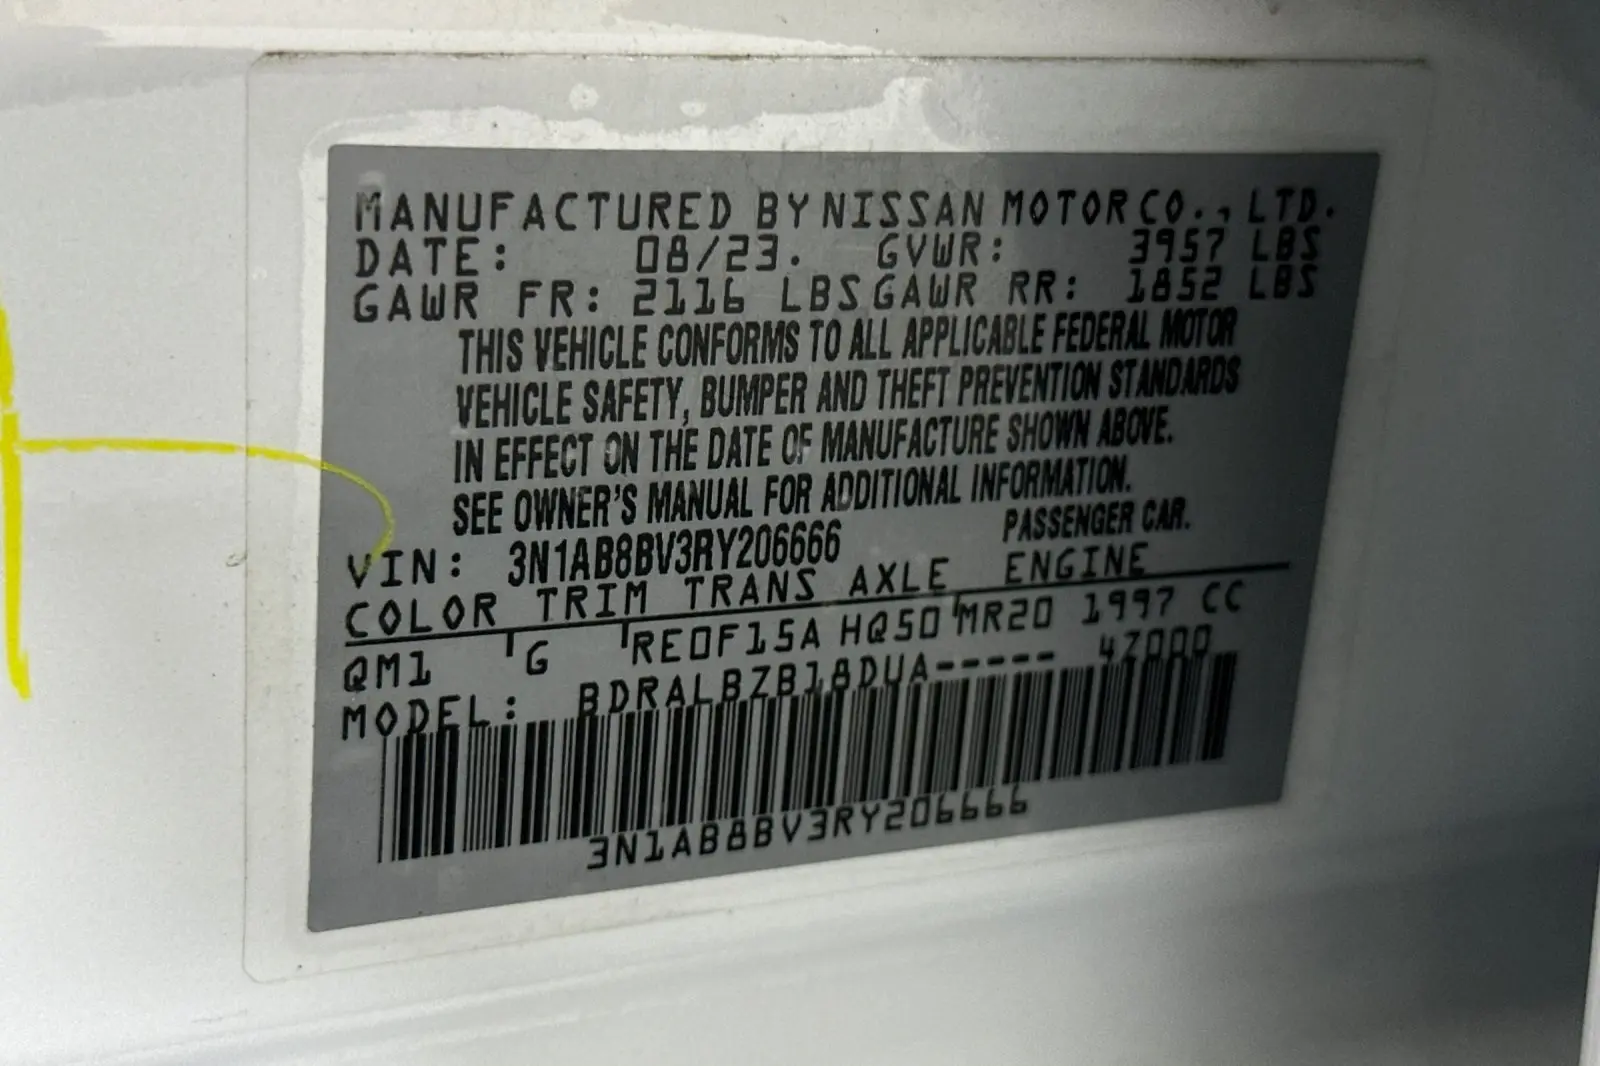 MANUFACTURED BY NISSAN MOTOR CO., LTD.
DATE: 08/23. GVWR: 3957 LBS
GAWR FR: 2116 LBS GAWR RR: 1852 LBS
THIS VEHICLE CONFORMS TO ALL APPLICABLE FEDERAL MOTOR
VEHICLE SAFETY, BUMPER AND THEFT PREVENTION STANDARDS
IN EFFECT ON THE DATE OF MANUFACTURE SHOWN ABOVE.
SEE OWNER'S MANUAL FOR ADDITIONAL INFORMATION.
VIN: 3N1AB8BV3RY206666 PASSENGER CAR.
COLOR TRIM TRANS AXLE ENGINE
QM1 G RE0F15A HQ50 MR20 1997 CC
MODEL: BDRALBZB18DUA----- 4Z000
3N1AB8BV3RY206666